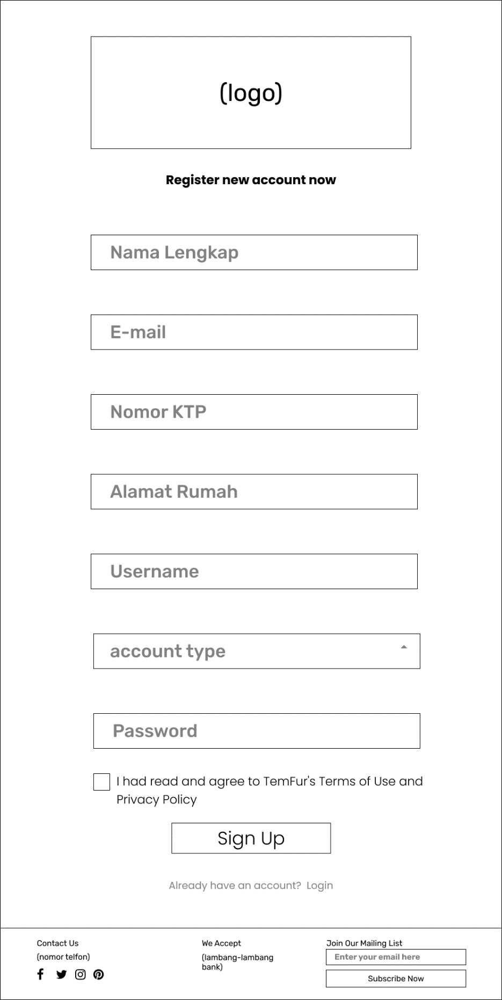 (logo)
Register new account now
Nama Lengkap
E-mail
Nomor KTP
Alamat Rumah
Username
account type
Password
I had read and agree to TemFur's Terms of Use and
Privacy Policy
Sign Up
Already have an account? Login
Contact Us
(nomor telfon)
We Accept
(lambang-lambang
bank)
Join Our Mailing List
Enter your email here
Subscribe Now